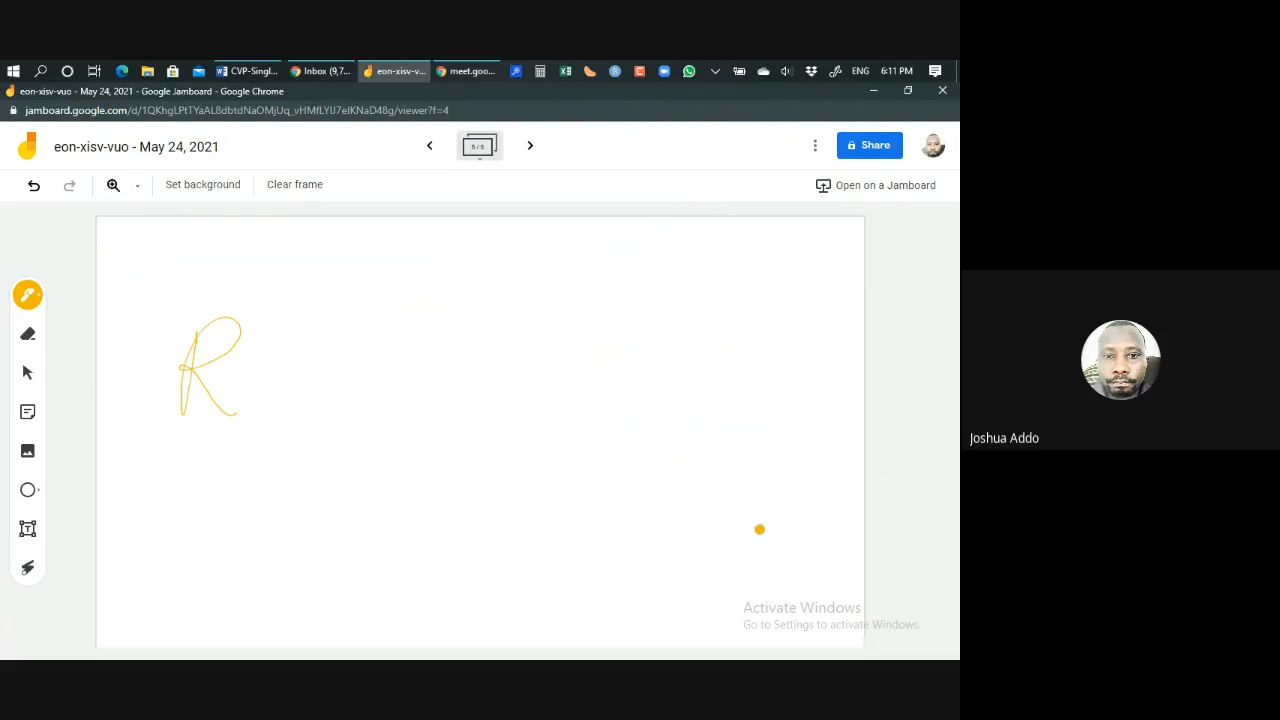 CVP-Singl...
Inbox (9,7...
eon-xisv-v...
meet.goo...
ENG
6:11 PM
eon-xisv-vuo - May 24, 2021 - Google Jamboard - Google Chrome
jamboard.google.com/d/1QKhgLPtTYaAL8dbtdNaOMjUq_vHMfLYIJ7eIKNaD48g/viewer?f=4
eon-xisv-vuo - May 24, 2021
5 / 5
Share
Set background
Clear frame
Open on a Jamboard
R
Joshua Addo
Activate Windows
Go to Settings to activate Windows.